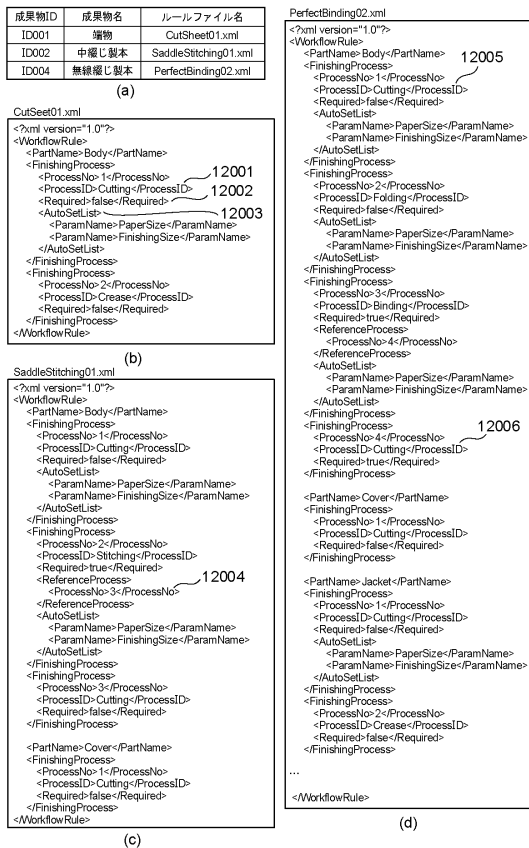 成果物ID 成果物名 ルールファイル名
ID001 端物 CutSheet01.xml
ID002 中綴じ製本 SaddleStitching01.xml
ID004 無線綴じ製本 PerfectBinding02.xml
(a)
CutSeet01.xml
<?xml version="1.0"?>
<WorkflowRule>
<PartName>Body</PartName>
<FinishingProcess>
<ProcessNo>1</ProcessNo>
<ProcessID>Cutting</ProcessID> 12001
<Required>false</Required> 12002
<AutoSetList> 12003
<ParamName>PaperSize</ParamName>
<ParamName>FinishingSize</ParamName>
</AutoSetList>
</FinishingProcess>
<FinishingProcess>
<ProcessNo>2</ProcessNo>
<ProcessID>Crease</ProcessID>
<Required>false</Required>
</FinishingProcess>
</WorkflowRule>
(b)
SaddleStitching01.xml
<?xml version="1.0"?>
<WorkflowRule>
<PartName>Body</PartName>
<FinishingProcess>
<ProcessNo>1</ProcessNo>
<ProcessID>Cutting</ProcessID>
<Required>false</Required>
<AutoSetList>
<ParamName>PaperSize</ParamName>
<ParamName>FinishingSize</ParamName>
</AutoSetList>
</FinishingProcess>
<FinishingProcess>
<ProcessNo>2</ProcessNo>
<ProcessID>Stitching</ProcessID>
<Required>true</Required>
<ReferenceProcess>
<ProcessNo>3</ProcessNo> 12004
</ReferenceProcess>
<AutoSetList>
<ParamName>PaperSize</ParamName>
<ParamName>FinishingSize</ParamName>
</AutoSetList>
</FinishingProcess>
<FinishingProcess>
<ProcessNo>3</ProcessNo>
<ProcessID>Cutting</ProcessID>
<Required>false</Required>
</FinishingProcess>
<PartName>Cover</PartName>
<FinishingProcess>
<ProcessNo>1</ProcessNo>
<ProcessID>Cutting</ProcessID>
<Required>false</Required>
</FinishingProcess>
</WorkflowRule>
(c)
PerfectBinding02.xml
<?xml version="1.0"?>
<WorkflowRule>
<PartName>Body</PartName>
<FinishingProcess>
<ProcessNo>1</ProcessNo>
<ProcessID>Cutting</ProcessID> 12005
<Required>false</Required>
<AutoSetList>
<ParamName>PaperSize</ParamName>
<ParamName>FinishingSize</ParamName>
</AutoSetList>
</FinishingProcess>
<FinishingProcess>
<ProcessNo>2</ProcessNo>
<ProcessID>Folding</ProcessID>
<Required>false</Required>
<AutoSetList>
<ParamName>PaperSize</ParamName>
<ParamName>FinishingSize</ParamName>
</AutoSetList>
</FinishingProcess>
<FinishingProcess>
<ProcessNo>3</ProcessNo>
<ProcessID>Binding</ProcessID>
<Required>true</Required>
<ReferenceProcess>
<ProcessNo>4</ProcessNo>
</ReferenceProcess>
<AutoSetList>
<ParamName>PaperSize</ParamName>
<ParamName>FinishingSize</ParamName>
</AutoSetList>
</FinishingProcess>
<FinishingProcess>
<ProcessNo>4</ProcessNo>
<ProcessID>Cutting</ProcessID> 12006
<Required>true</Required>
</FinishingProcess>
<PartName>Cover</PartName>
<FinishingProcess>
<ProcessNo>1</ProcessNo>
<ProcessID>Cutting</ProcessID>
<Required>false</Required>
</FinishingProcess>
<PartName>Jacket</PartName>
<FinishingProcess>
<ProcessNo>1</ProcessNo>
<ProcessID>Cutting</ProcessID>
<Required>false</Required>
<AutoSetList>
<ParamName>PaperSize</ParamName>
<ParamName>FinishingSize</ParamName>
</AutoSetList>
</FinishingProcess>
<FinishingProcess>
<ProcessNo>2</ProcessNo>
<ProcessID>Crease</ProcessID>
<Required>false</Required>
</FinishingProcess>
...
</WorkflowRule>
(d)